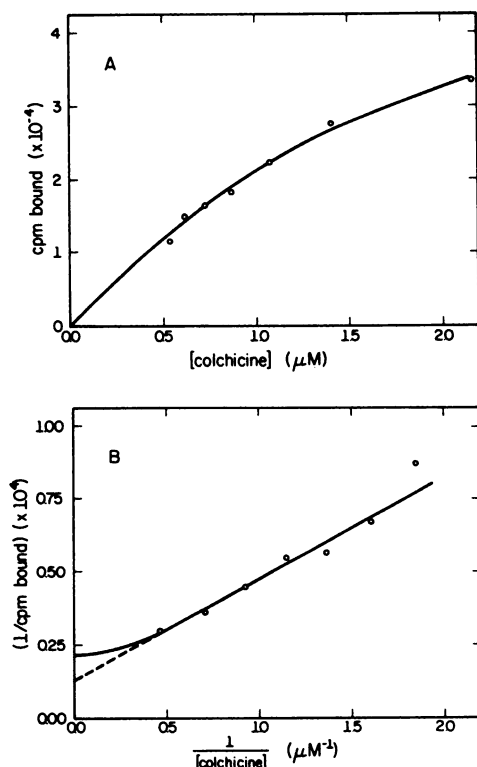 A
cpm bound (x10⁻⁴)
4
3
2
1
0
0.0 0.5 1.0 1.5 2.0
[colchicine] (μM)
B
(1/cpm bound) (x10⁴)
1.00
0.75
0.50
0.25
0.00
0.0 0.5 1.0 1.5 2.0
1
[colchicine] (μM⁻¹)